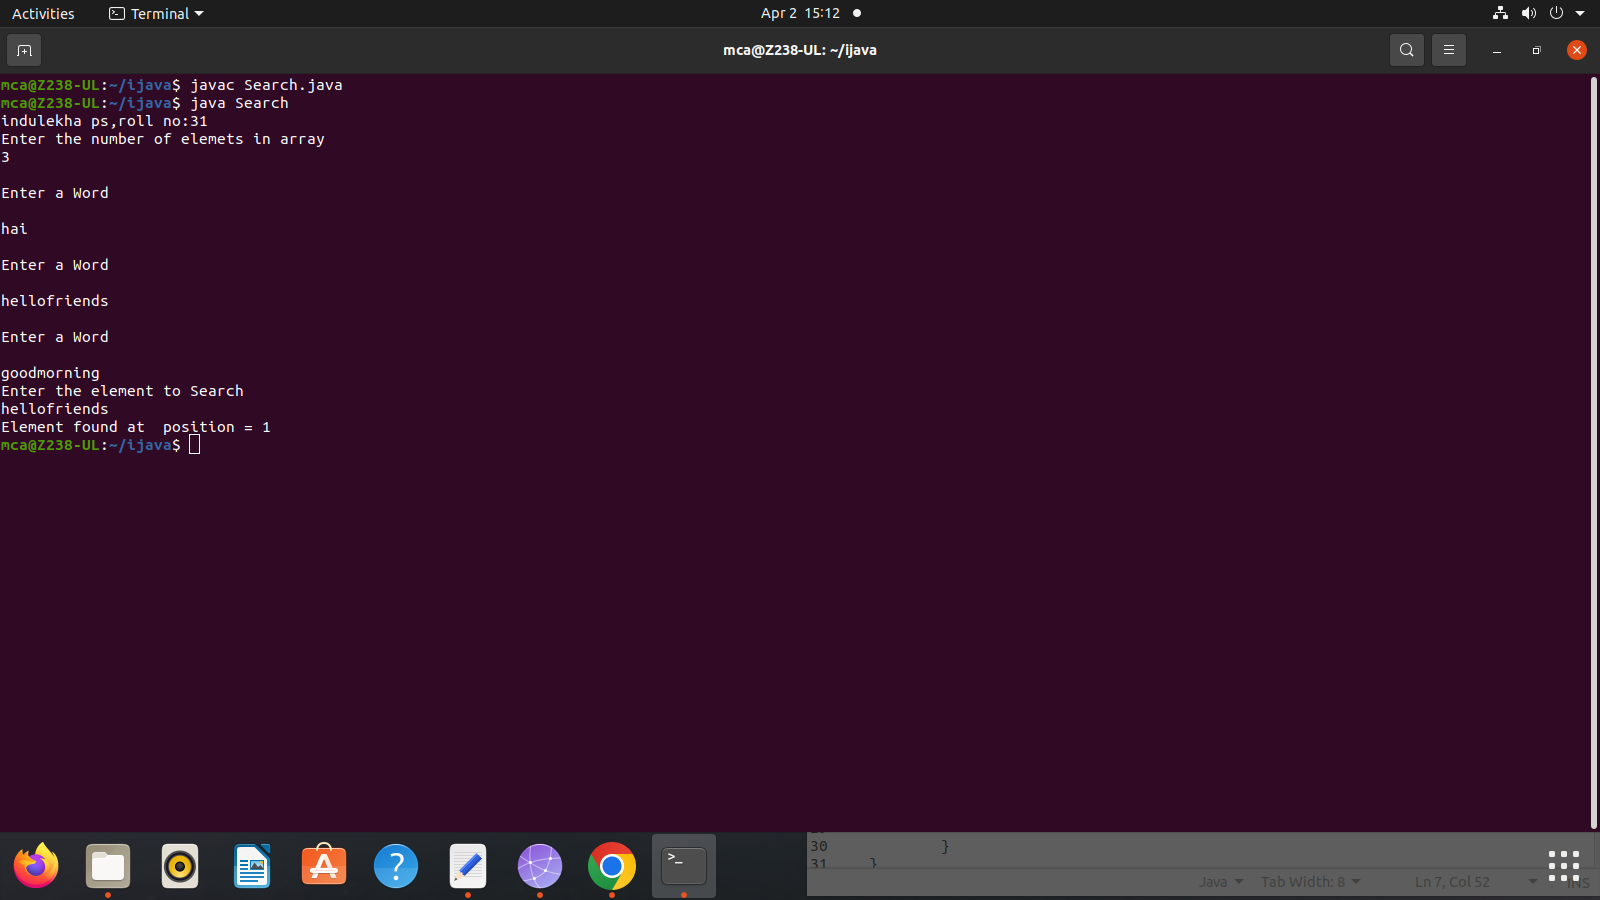 Activities Terminal Apr 2 15:12
mca@Z238-UL: ~/ijava
mca@Z238-UL:~/ijava$ javac Search.java
mca@Z238-UL:~/ijava$ java Search
indulekha ps,roll no:31
Enter the number of elemets in array
3
Enter a Word
hai
Enter a Word
hellofriends
Enter a Word
goodmorning
Enter the element to Search
hellofriends
Element found at  position = 1
mca@Z238-UL:~/ijava$
30 }
31 }
Java Tab Width: 8 Ln 7, Col 52 INS